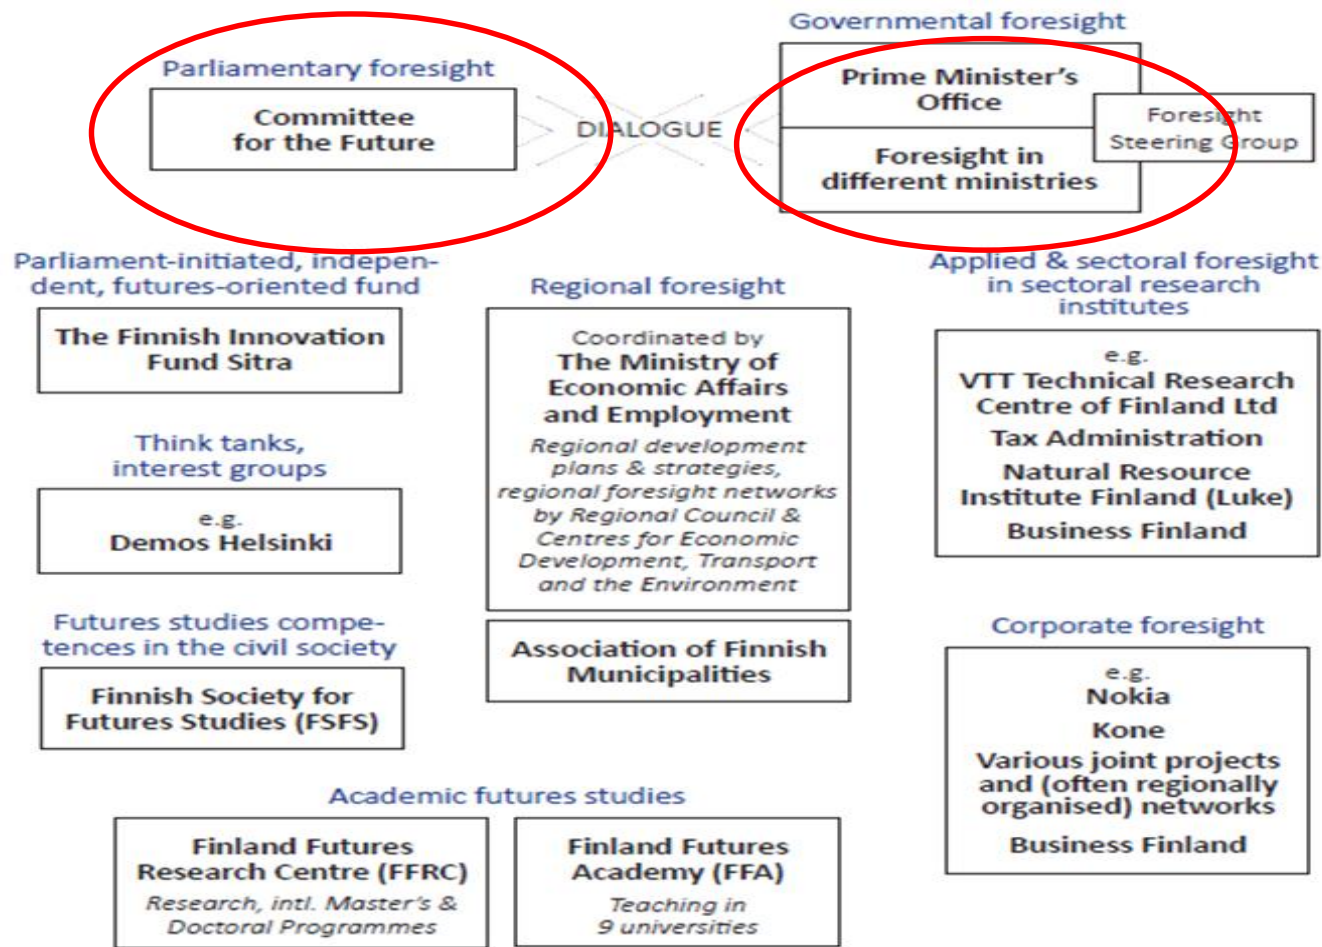 Governmental foresight
Parliamentary foresight
Committee
for the Future
DIALOGUE
Prime Minister's
Office
Foresight in
different ministries
Foresight
Steering Group
Parliament-initiated, indepen-
dent, futures-oriented fund
The Finnish Innovation
Fund Sitra
Think tanks,
interest groups
e.g.
Demos Helsinki
Futures studies compe-
tences in the civil society
Finnish Society for
Futures Studies (FSFS)
Regional foresight
Coordinated by
The Ministry of
Economic Affairs
and Employment
Regional development
plans & strategies,
regional foresight networks
by Regional Council &
Centres for Economic
Development, Transport
and the Environment
Association of Finnish
Municipalities
Applied & sectoral foresight
in sectoral research
institutes
e.g.
VTT Technical Research
Centre of Finland Ltd
Tax Administration
Natural Resource
Institute Finland (Luke)
Business Finland
Corporate foresight
e.g.
Nokia
Kone
Various joint projects
and (often regionally
organised) networks
Business Finland
Academic futures studies
Finland Futures
Research Centre (FFRC)
Research, intl. Master's &
Doctoral Programmes
Finland Futures
Academy (FFA)
Teaching in
9 universities